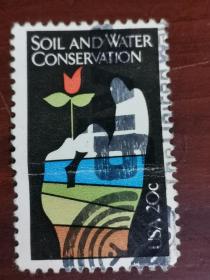 SOIL AND WATER
CONSERVATION
USA 20c